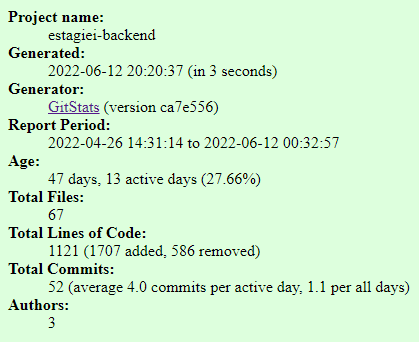 Project name:
estagiei-backend
Generated:
2022-06-12 20:20:37 (in 3 seconds)
Generator:
GitStats (version ca7e556)
Report Period:
2022-04-26 14:31:14 to 2022-06-12 00:32:57
Age:
47 days, 13 active days (27.66%)
Total Files:
67
Total Lines of Code:
1121 (1707 added, 586 removed)
Total Commits:
52 (average 4.0 commits per active day, 1.1 per all days)
Authors:
3